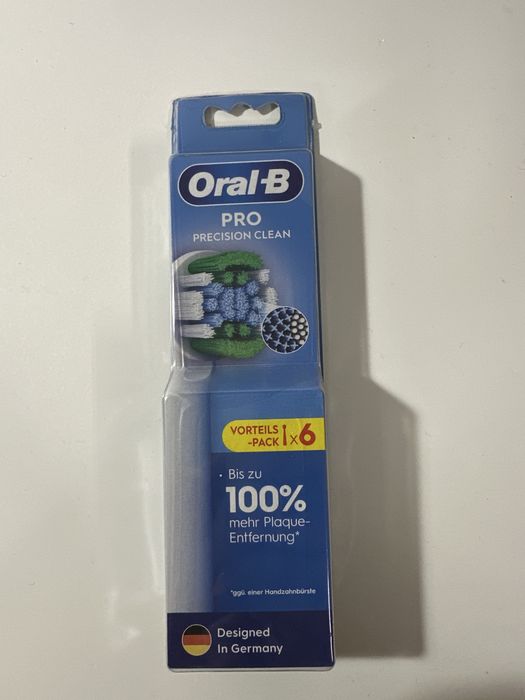 Oral-B
PRO
PRECISION CLEAN
VORTEILS
-PACK x6
Bis zu
100%
mehr Plaque-
Entfernung*
*ggü. einer Handzahnbürste
Designed
In Germany